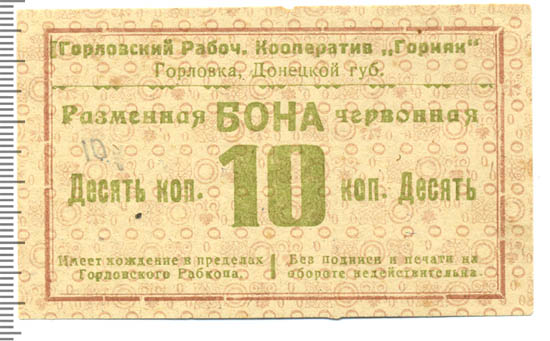 Горловский Рабоч. Кооператив „Горняк“
Горловка, Донецкой губ.
Разменная БОНА червонная
Десять коп. 10 коп. Десять
Имеет хождение в пределах
Горловского Рабкопа.
Без подписи и печати на
обороте недействительна.